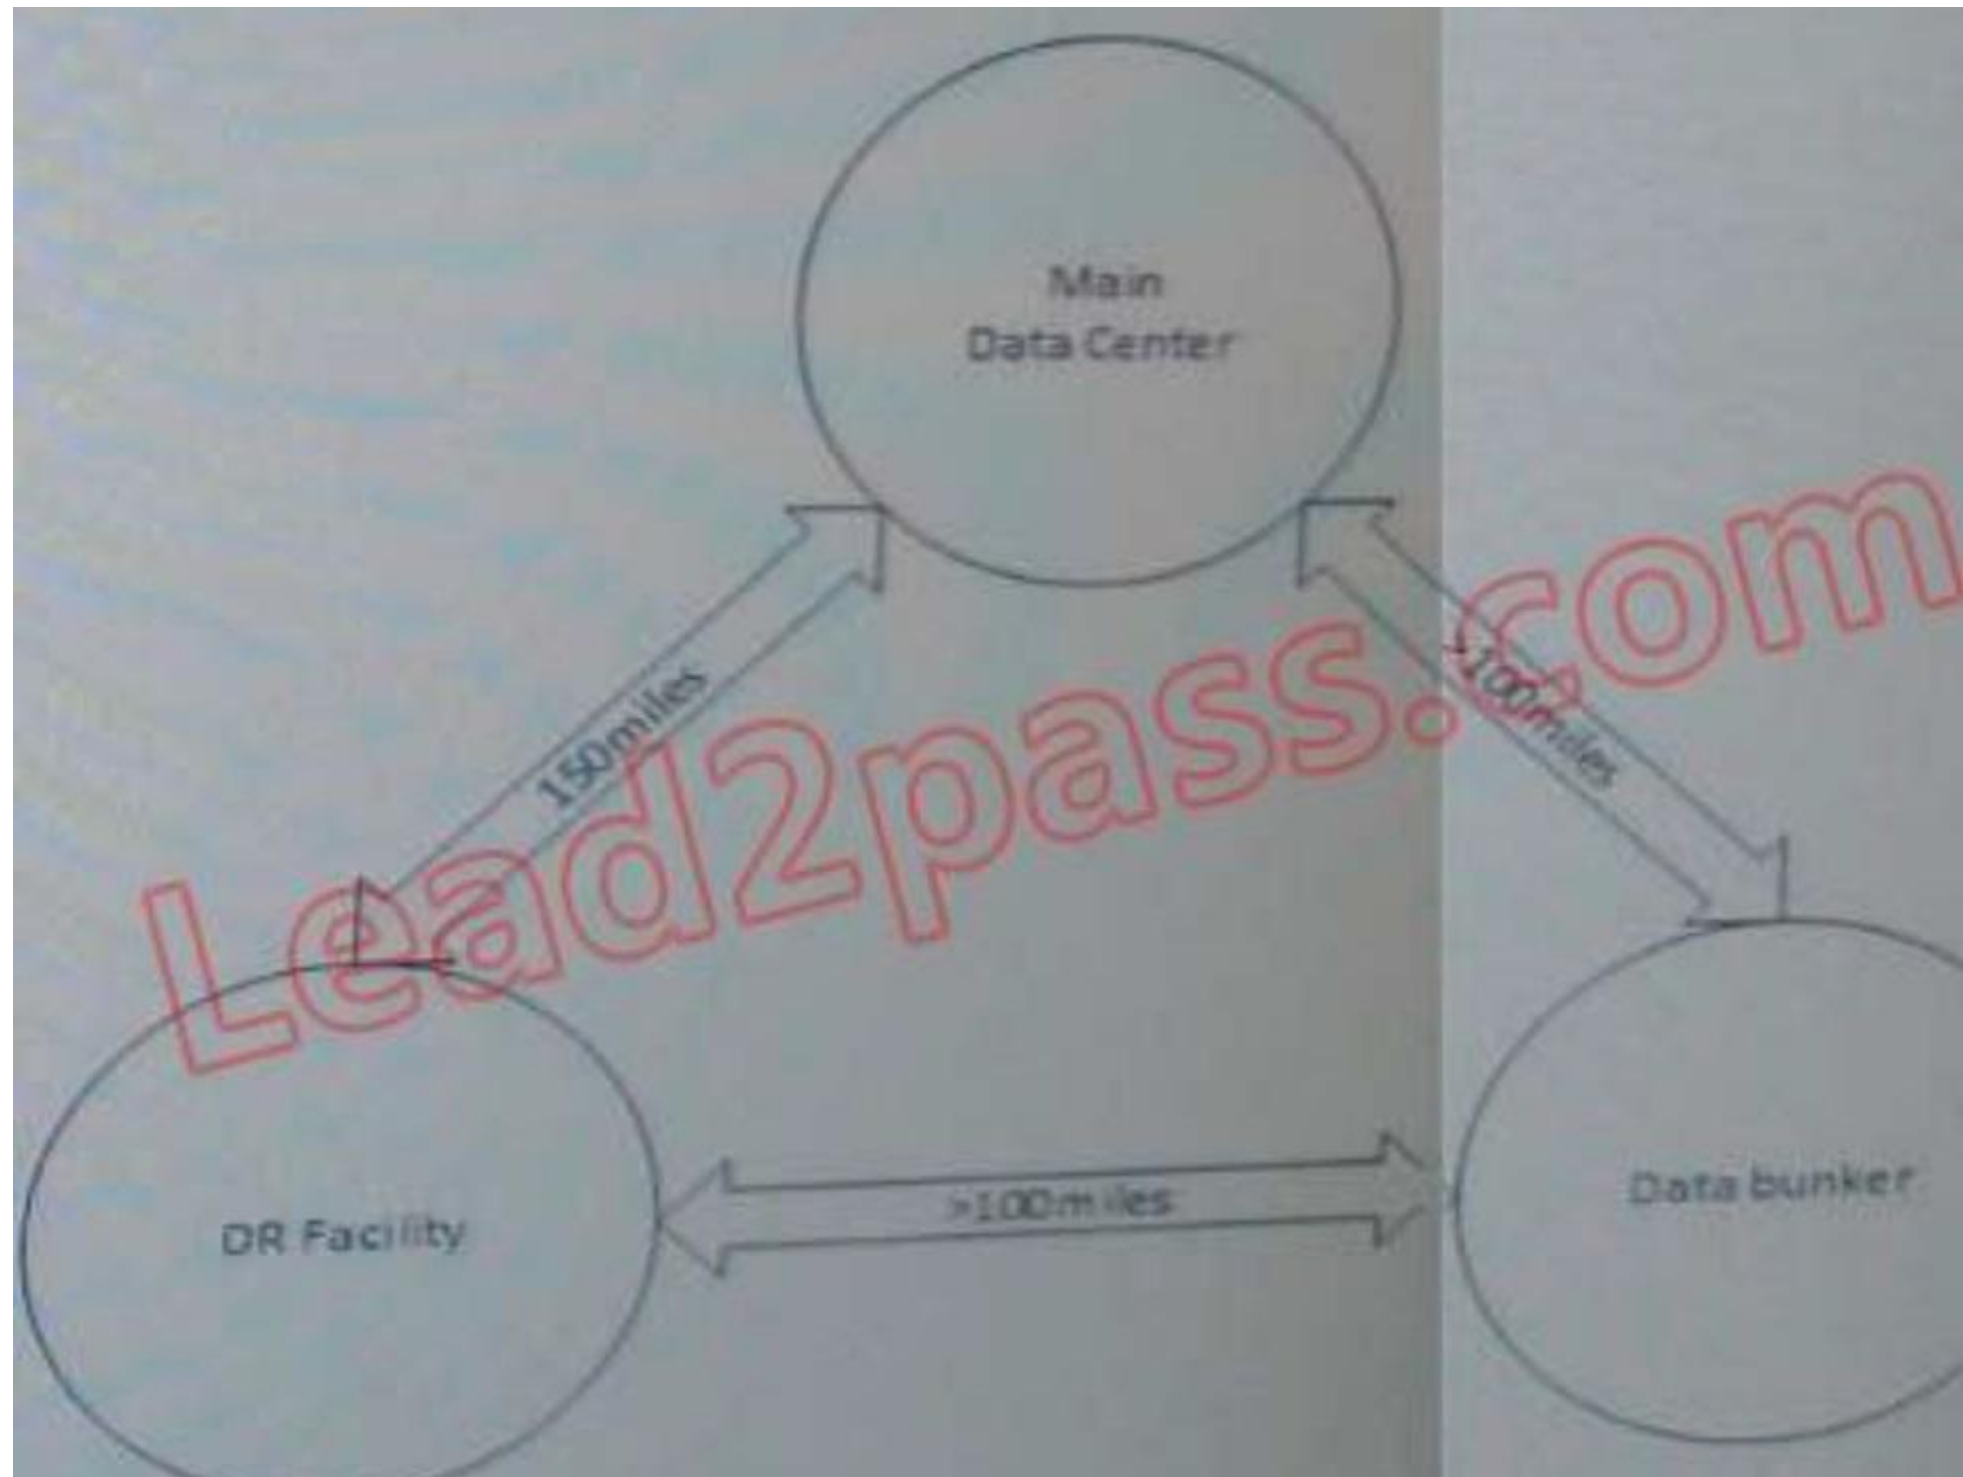 Main
Data Center
150miles
>100miles
Lead2pass.com
>100miles
DR Facility
Data bunker